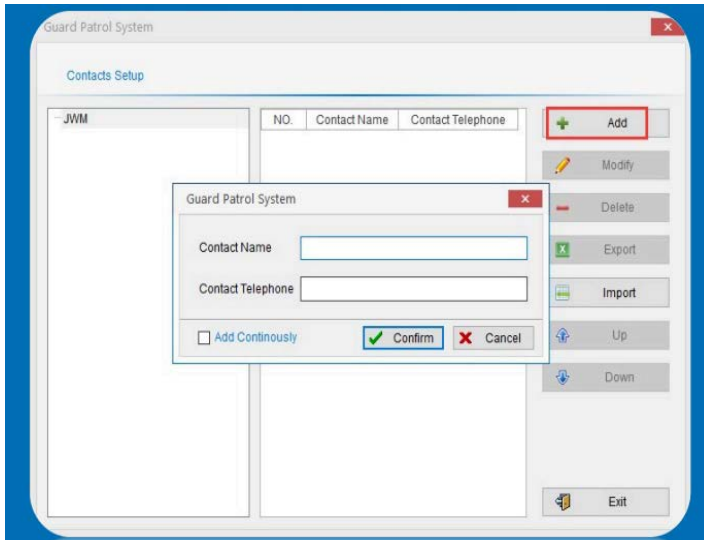 Guard Patrol System
Contacts Setup
JWM
NO. Contact Name Contact Telephone
Add
Modify
Delete
Export
Import
Up
Down
Exit
Guard Patrol System
Contact Name
Contact Telephone
Add Continously
Confirm
Cancel